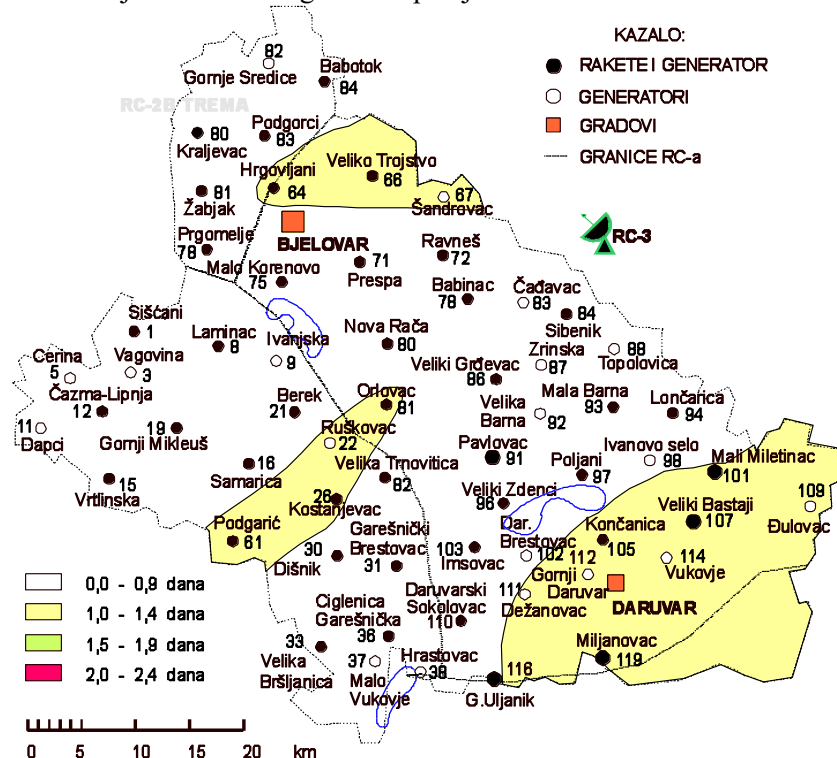 82
Gornje Sredice
Babotok
84
KAZALO:
RAKETE I GENERATOR
GENERATORI
GRADOVI
GRANICE RC-a
RC-2B TREMA
80
Kraljevac
Podgorci
83
Hrgovljani
64
Veliko Trojstvo
66
67
Šandrovac
81
Žabjak
Prgomelje
78
BJELOVAR
RC-3
Malo Korenovo
75
71
Prespa
Ravneš
72
Babinac
78
Čađavac
83
84
Sibenik
Sišćani
1
Laminac
8
Ivanjska
9
Nova Rača
80
Zrinska
87
88
Topolovica
Cerina
5
Vagovina
3
Čazma-Lipnja
12
11
Dapci
19
Gornji Mikleuš
Berek
21
Orlovac
81
Veliki Grđevac
86
Velika
Barna
92
Mala Barna
93
Lončarica
94
Ruškovac
22
Pavlovac
91
Poljani
97
Ivanovo selo
98
Mali Miletinac
101
15
Vrtlinska
16
Samarica
Velika Trnovitica
82
26
Kostanjevac
Veliki Zdenci
96
Veliki Bastaji
107
109
Đulovac
Podgarić
61
Garešnički
Brestovac
31
30
Dišnik
103
Imsovac
Dar.
Brestovac
102
Končanica
105
112
Gornji
Daruvar
114
Vukovje
111
Dežanovac
DARUVAR
Daruvarski
Sokolovac
110
Ciglenica
Garešnička
36
33
Velika
Bršljanica
37
Malo
Vukovje
Hrastovac
38
116
G.Uljanik
Miljanovac
119
0,0 - 0,9 dana
1,0 - 1,4 dana
1,5 - 1,9 dana
2,0 - 2,4 dana
0 5 10 15 20 km